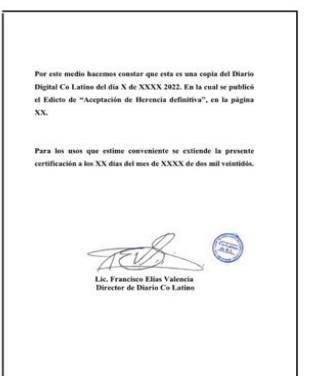 Por este medio hacemos constar que esta es una copia del Diario
Digital Co Latino del día X de XXXX 2022. En la cual se publicó
el Edicto de “Aceptación de Herencia definitiva”, en la página
XX.
Para los usos que estime conveniente se extiende la presente
certificación a los XX días del mes de XXXX de dos mil veintidós.
Lic. Francisco Elías Valencia
Director de Diario Co Latino